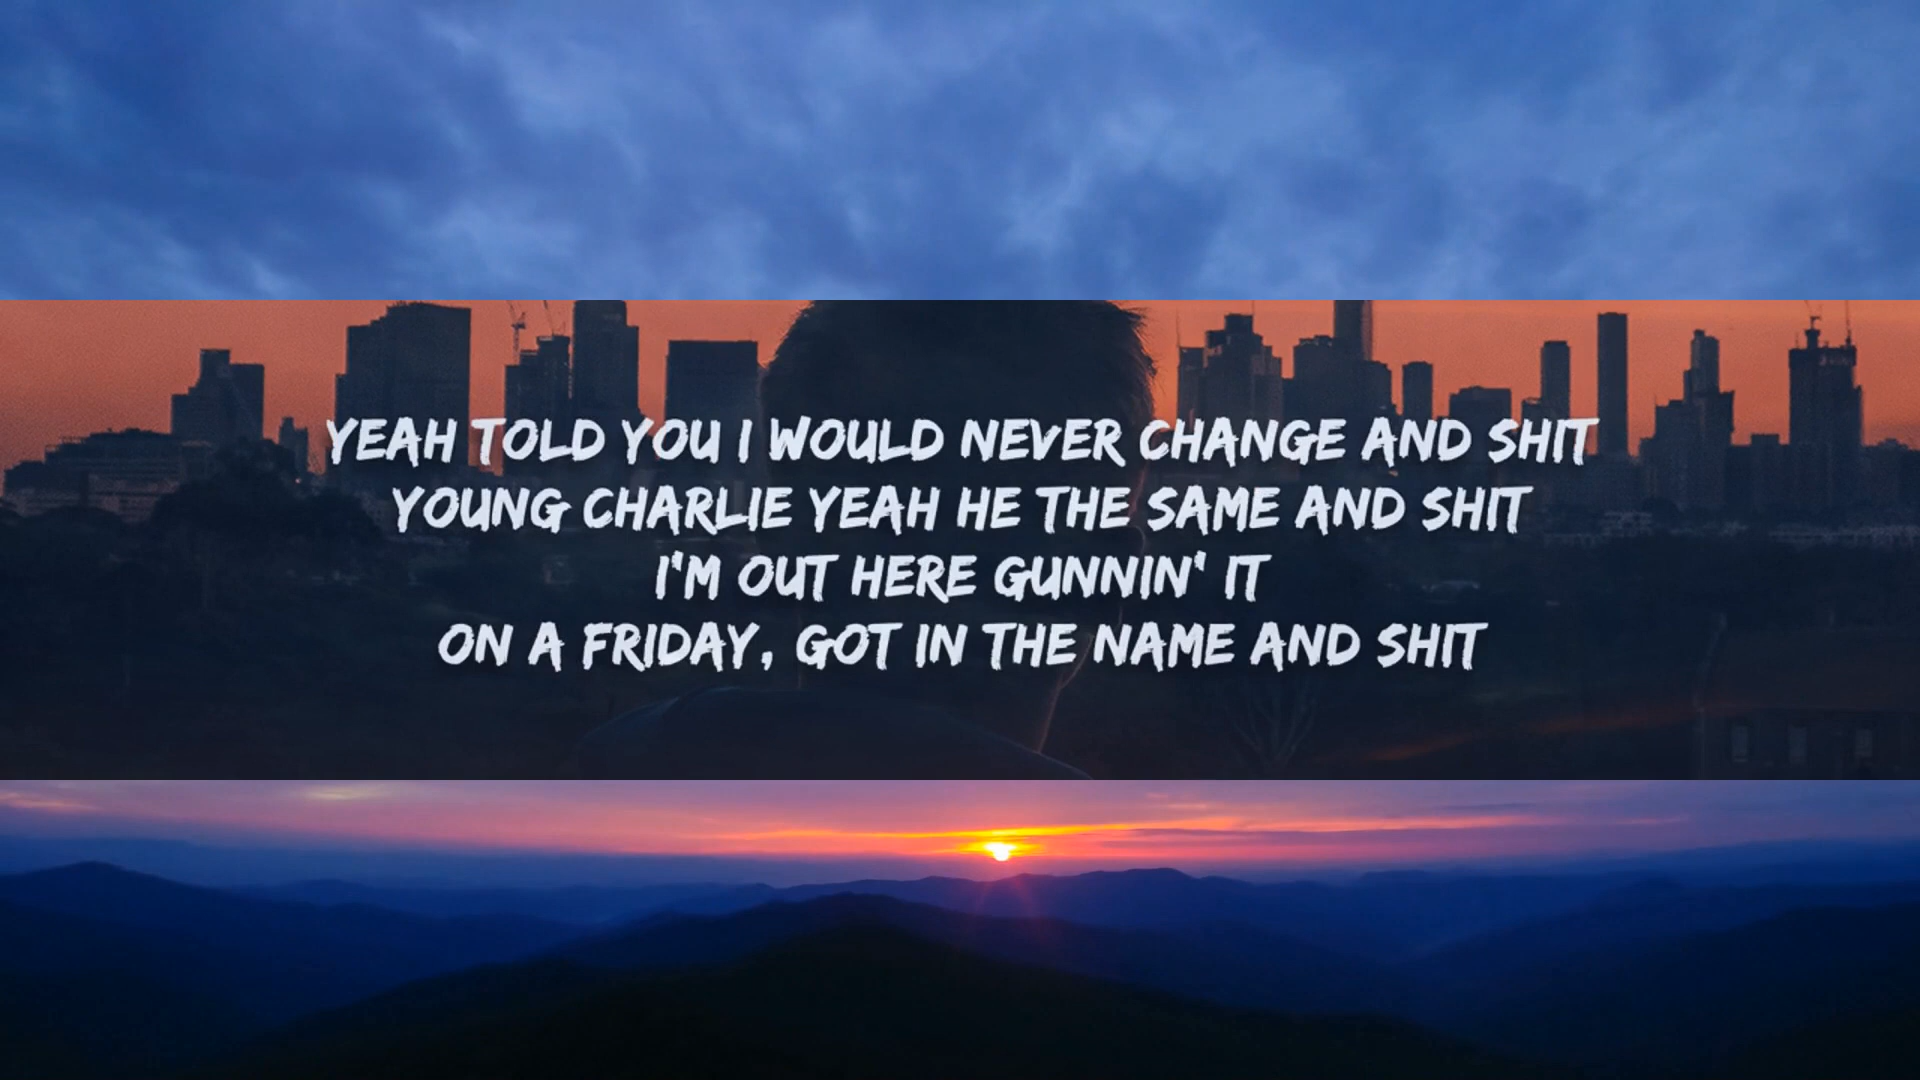 YEAH TOLD YOU I WOULD NEVER CHANGE AND SHIT
YOUNG CHARLIE YEAH HE THE SAME AND SHIT
I'M OUT HERE GUNNIN' IT
ON A FRIDAY, GOT IN THE NAME AND SHIT